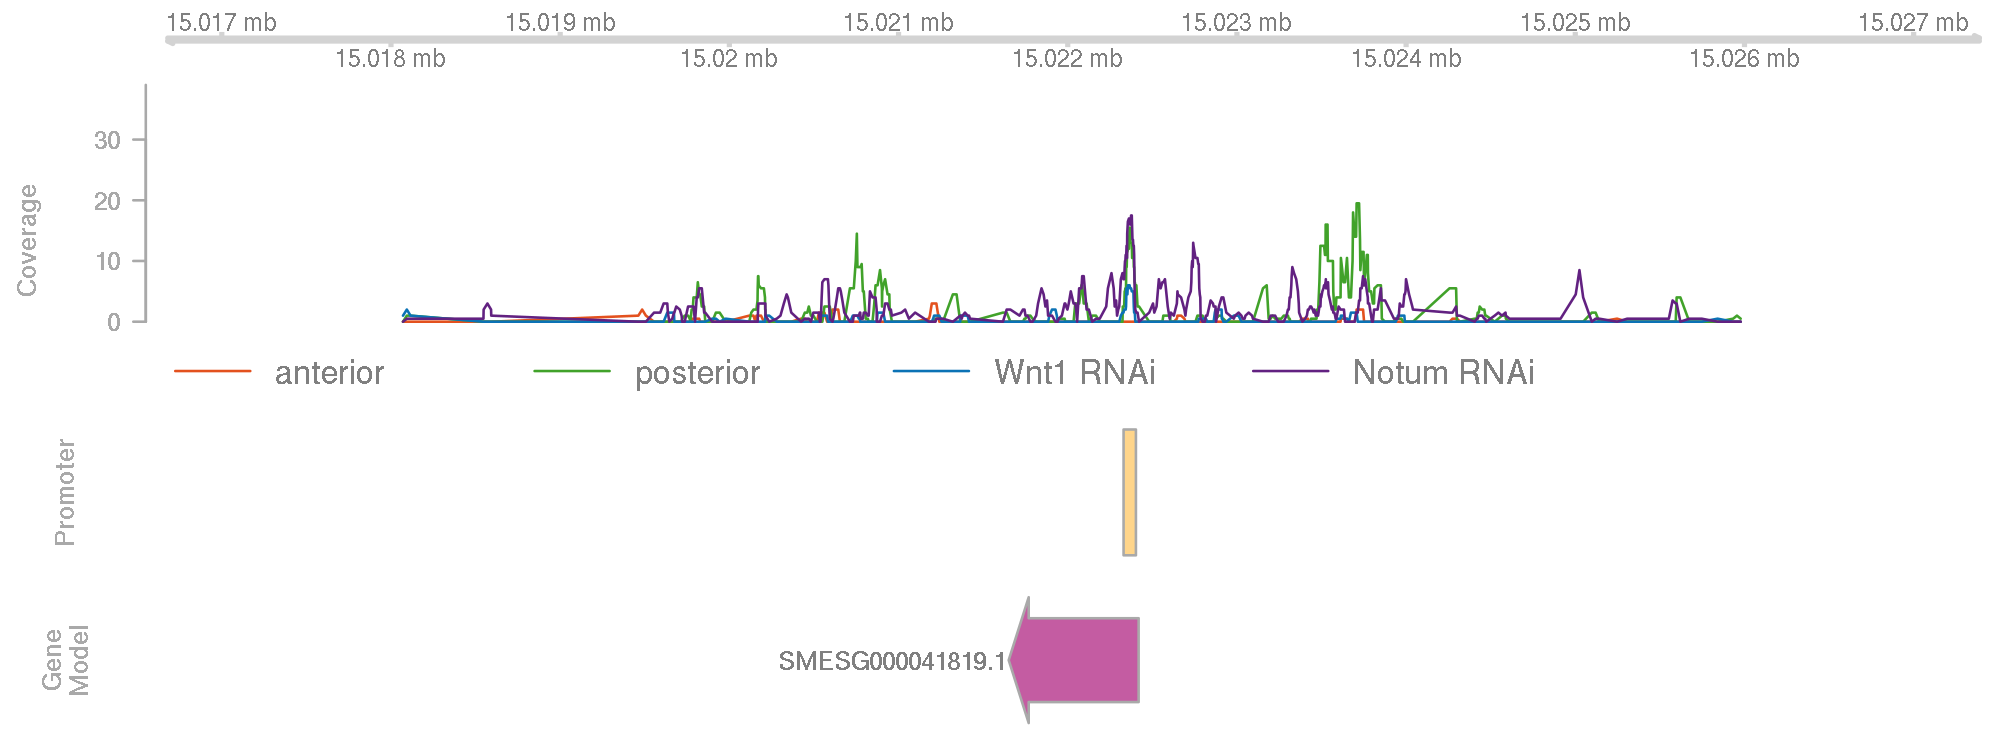 15.017 mb 15.019 mb 15.021 mb 15.023 mb 15.025 mb 15.027 mb
15.018 mb 15.02 mb 15.022 mb 15.024 mb 15.026 mb
Coverage
30
20
10
0
anterior posterior Wnt1 RNAi Notum RNAi
Promoter
Gene
Model
SMESG000041819.1